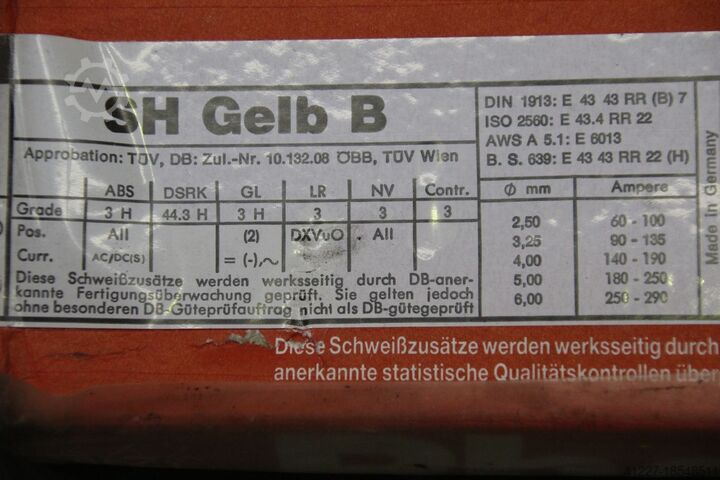 SH Gelb B
Approbation: TÜV, DB: Zul.-Nr. 10.132.08 ÖBB, TÜV Wien
ABS DSRK GL LR NV Contr.
Grade 3 H 44.3 H 3 H 3 3 3
Pos. All (2) DXVuO All
Curr. AC/DC(S) = (-),~
Diese Schweißzusätze werden werksseitig durch DB-aner-
kannte Fertigungsüberwachung geprüft. Sie gelten jedoch
ohne besonderen DB-Güteprüfauftrag nicht als DB-gütegeprüft
DIN 1913: E 43 43 RR (B) 7
ISO 2560: E 43.4 RR 22
AWS A 5.1: E 6013
B. S. 639: E 43 43 RR 22 (H)
Ø mm Ampere
2,50 60 - 100
3,25 90 - 135
4,00 140 - 190
5,00 180 - 250
6,00 250 - 290
Made in Germany
Diese Schweißzusätze werden werksseitig durch
anerkannte statistische Qualitätskontrollen über